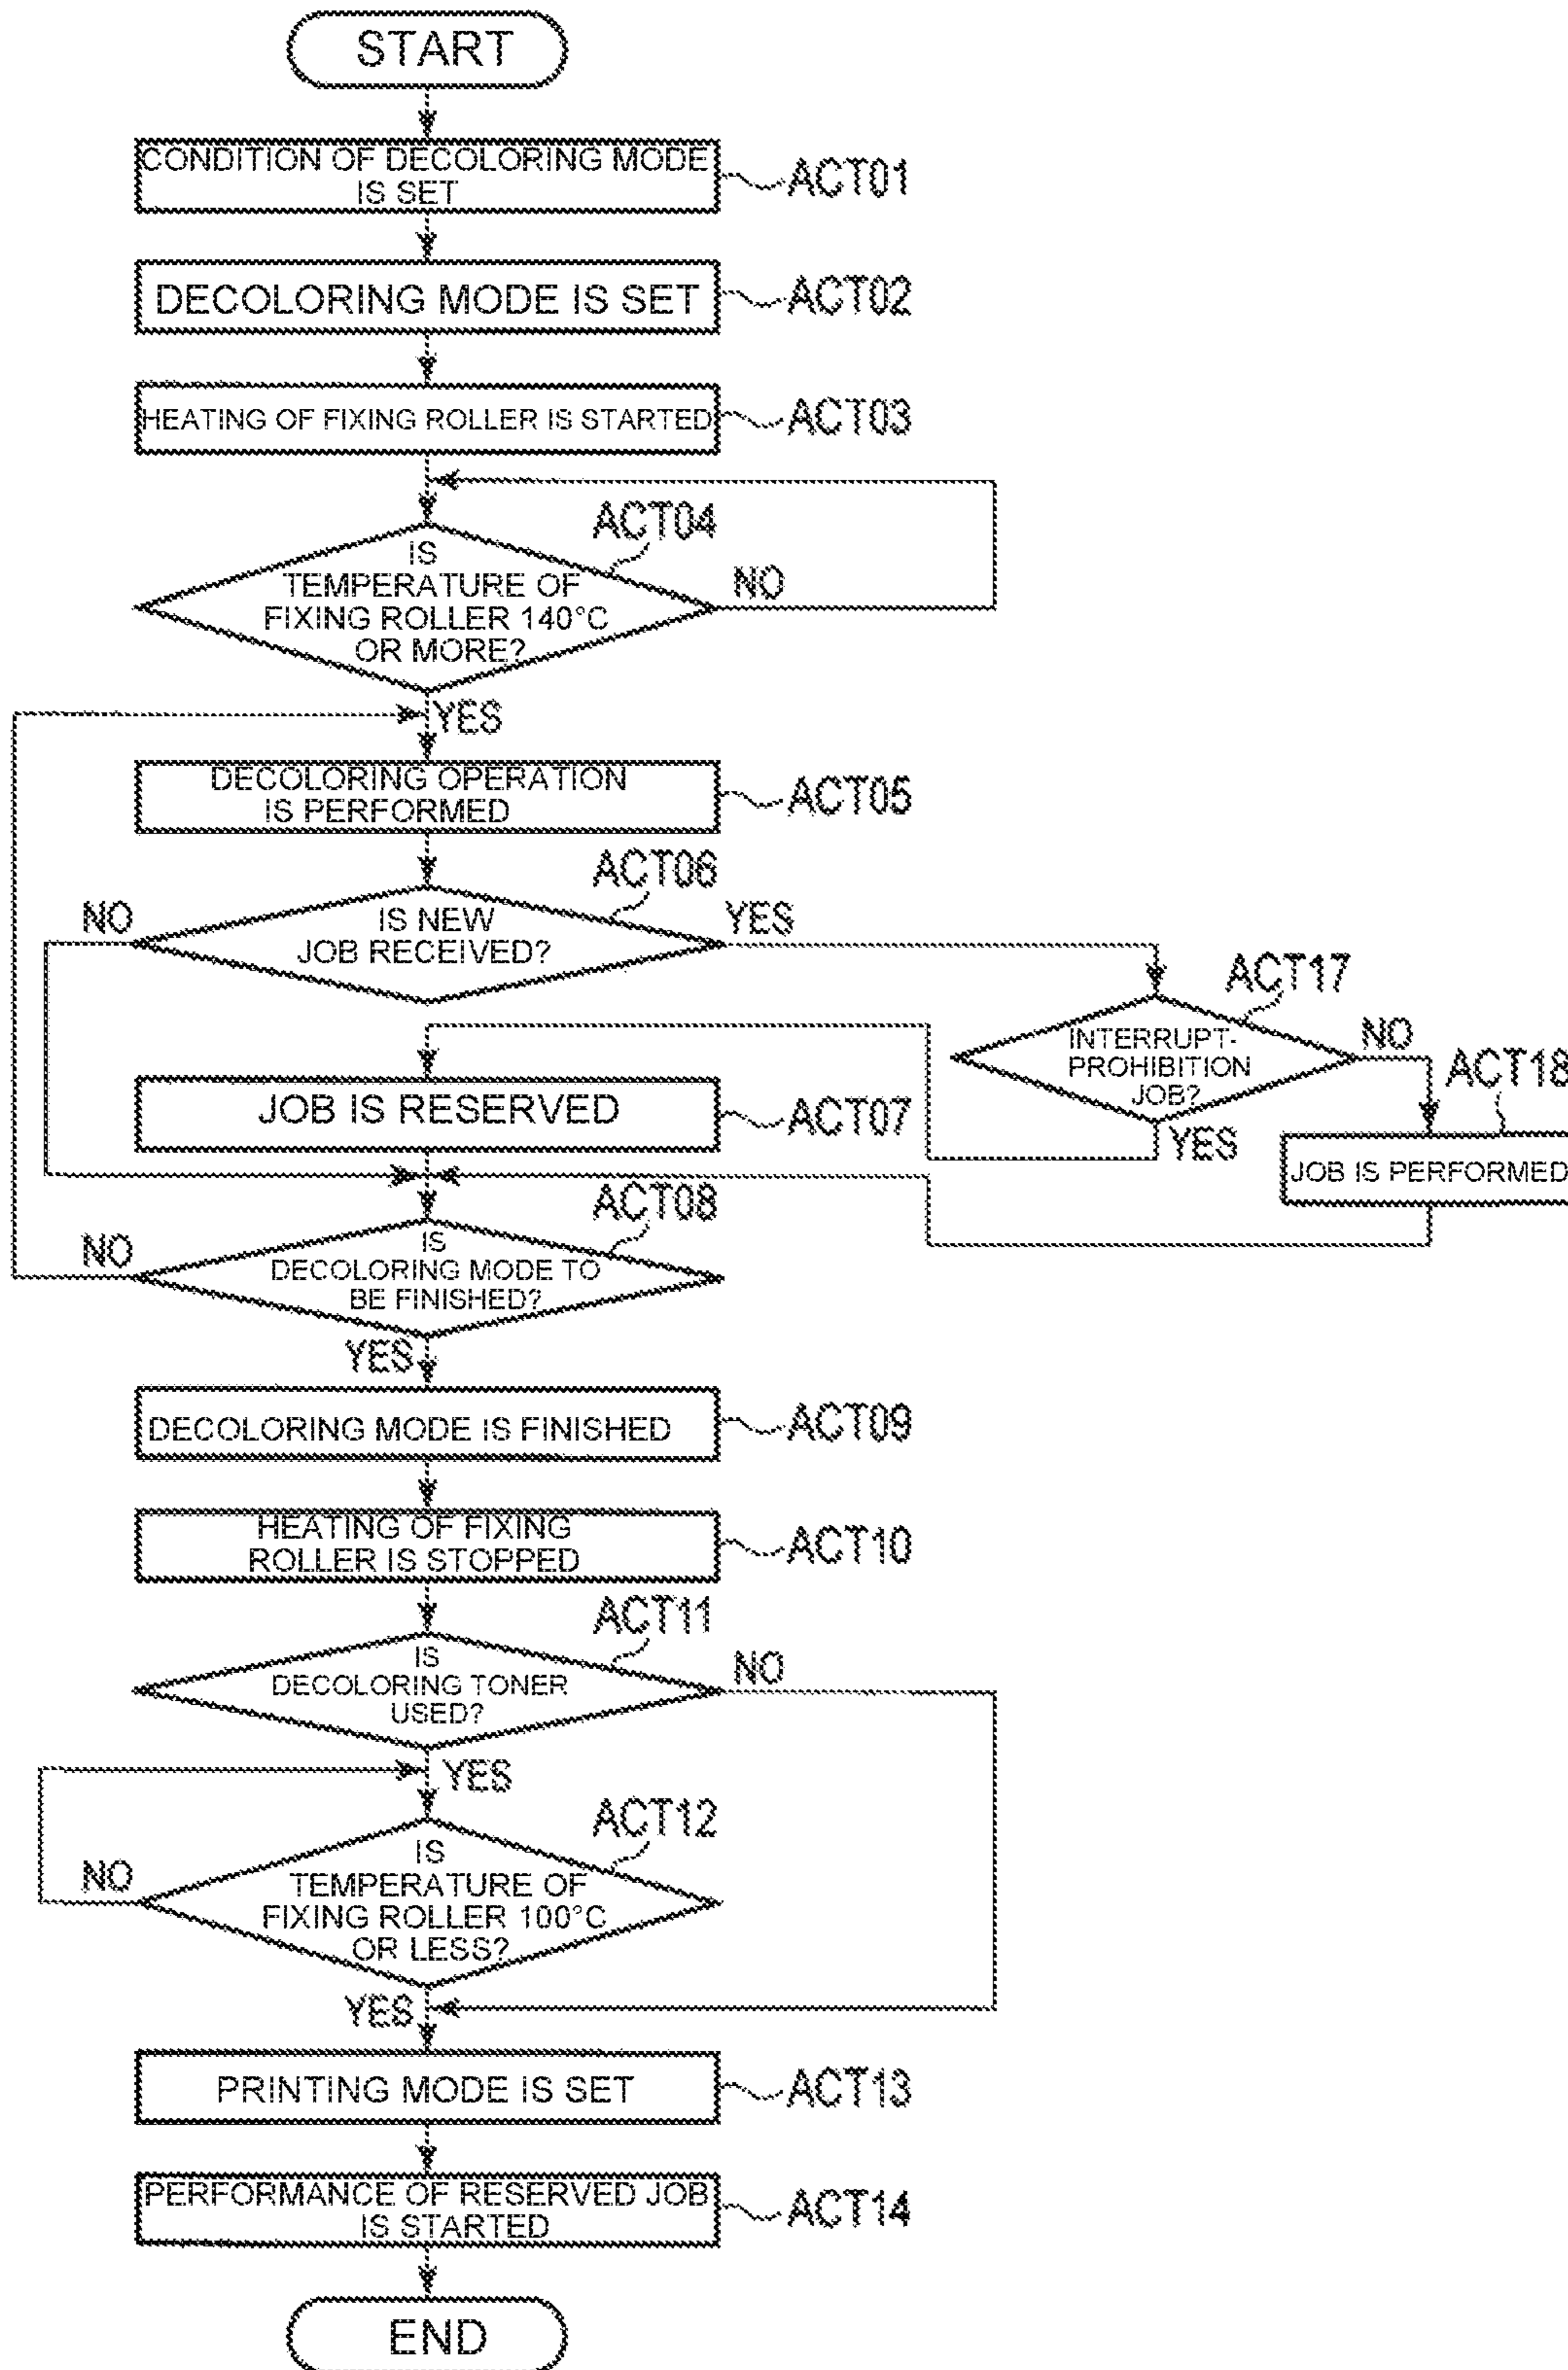 START
CONDITION OF DECOLORING MODE
IS SET
ACT01
DECOLORING MODE IS SET
ACT02
HEATING OF FIXING ROLLER IS STARTED
ACT03
ACT04
IS
TEMPERATURE OF
FIXING ROLLER 140°C
OR MORE?
NO
YES
DECOLORING OPERATION
IS PERFORMED
ACT05
ACT06
NO
IS NEW
JOB RECEIVED?
YES
ACT17
INTERRUPT-
PROHIBITION
JOB?
NO
YES
ACT18
JOB IS PERFORMED
JOB IS RESERVED
ACT07
ACT08
NO
IS
DECOLORING MODE TO
BE FINISHED?
YES
DECOLORING MODE IS FINISHED
ACT09
HEATING OF FIXING
ROLLER IS STOPPED
ACT10
ACT11
IS
DECOLORING TONER
USED?
NO
YES
ACT12
NO
IS
TEMPERATURE OF
FIXING ROLLER 100°C
OR LESS?
YES
PRINTING MODE IS SET
ACT13
PERFORMANCE OF RESERVED JOB
IS STARTED
ACT14
END